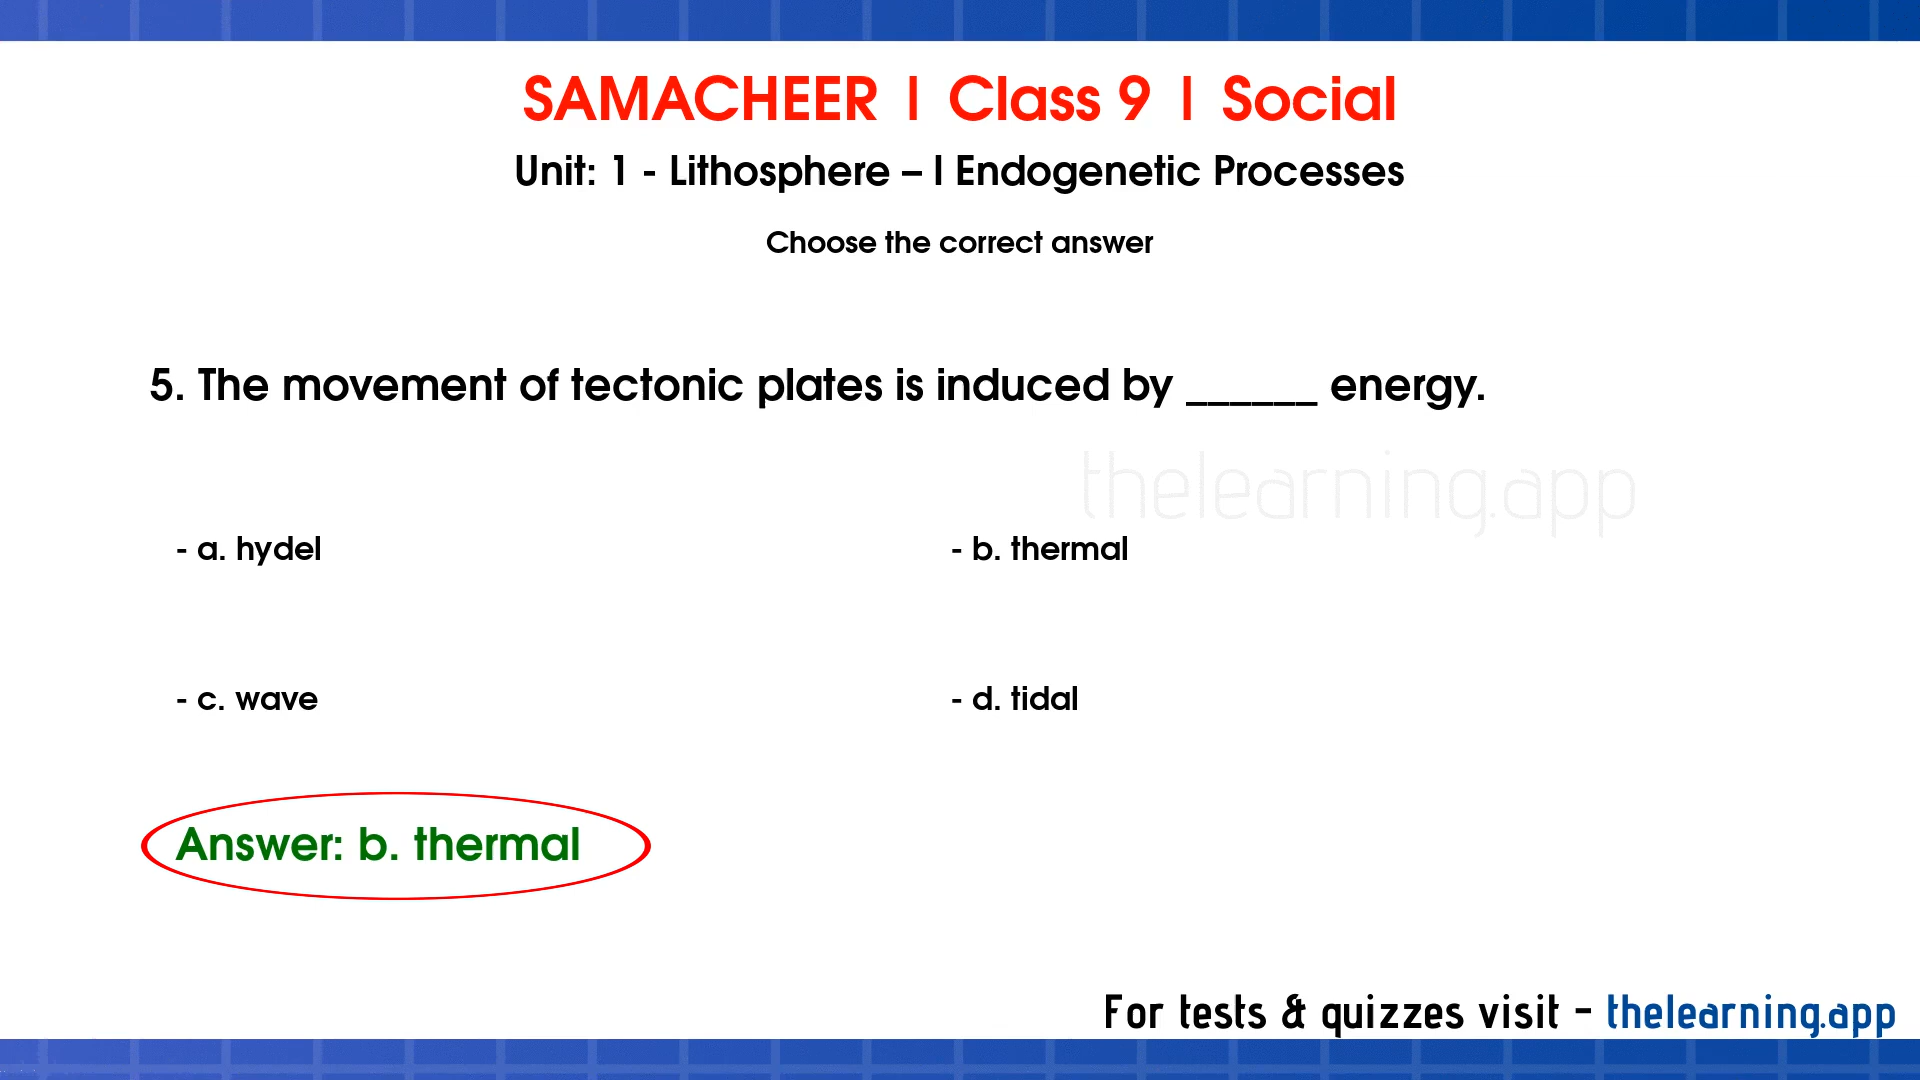 SAMACHEER | Class 9 | Social
Unit: 1 - Lithosphere – I Endogenetic Processes
Choose the correct answer
5. The movement of tectonic plates is induced by ______ energy.
thelearning.app
- a. hydel
- b. thermal
- c. wave
- d. tidal
Answer: b. thermal
For tests & quizzes visit - thelearning.app